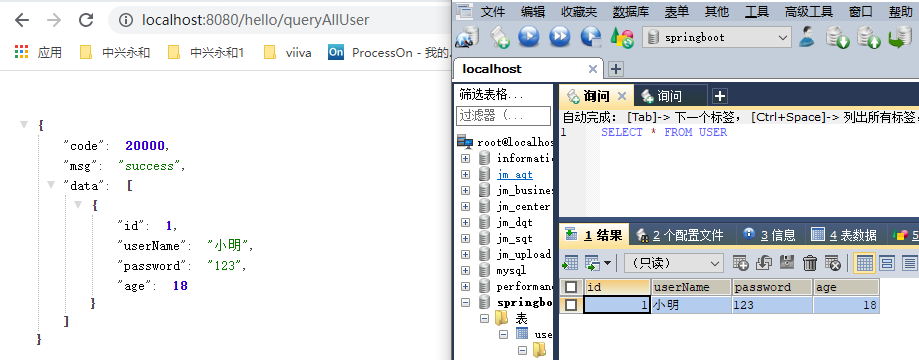 localhost:8080/hello/queryAllUser
应用 中兴永和 中兴永和1 viiva On ProcessOn - 我的
{
"code": 20000,
"msg": "success",
"data": [
{
"id": 1,
"userName": "小明",
"password": "123",
"age": 18
}
]
}
文件 编辑 收藏夹 数据库 表单 其他 工具 高级工具 窗口 帮助
springboot
localhost
筛选表格...
过滤器 (...
root@localhos
informatio
jm_aqt
jm_busines
jm_center
jm_dqt
jm_sqt
jm_upload
mysql
performanc
springboot
表
use
询问 询问
自动完成: [Tab]-> 下一个标签, [Ctrl+Space]-> 列出所有标签,
1 SELECT * FROM USER
1 结果 2 个配置文件 3 信息 4 表数据 5
(只读)
id userName password age
1 小明 123 18